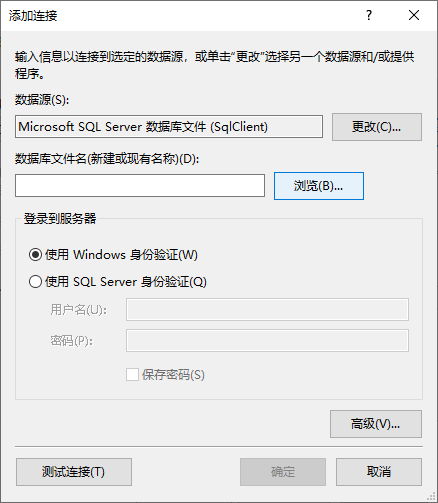 添加连接
?
输入信息以连接到选定的数据源，或单击“更改”选择另一个数据源和/或提供
程序。
数据源(S):
Microsoft SQL Server 数据库文件 (SqlClient)
更改(C)...
数据库文件名(新建或现有名称)(D):
浏览(B)...
登录到服务器
使用 Windows 身份验证(W)
使用 SQL Server 身份验证(Q)
用户名(U):
密码(P):
保存密码(S)
高级(V)...
测试连接(T)
确定
取消